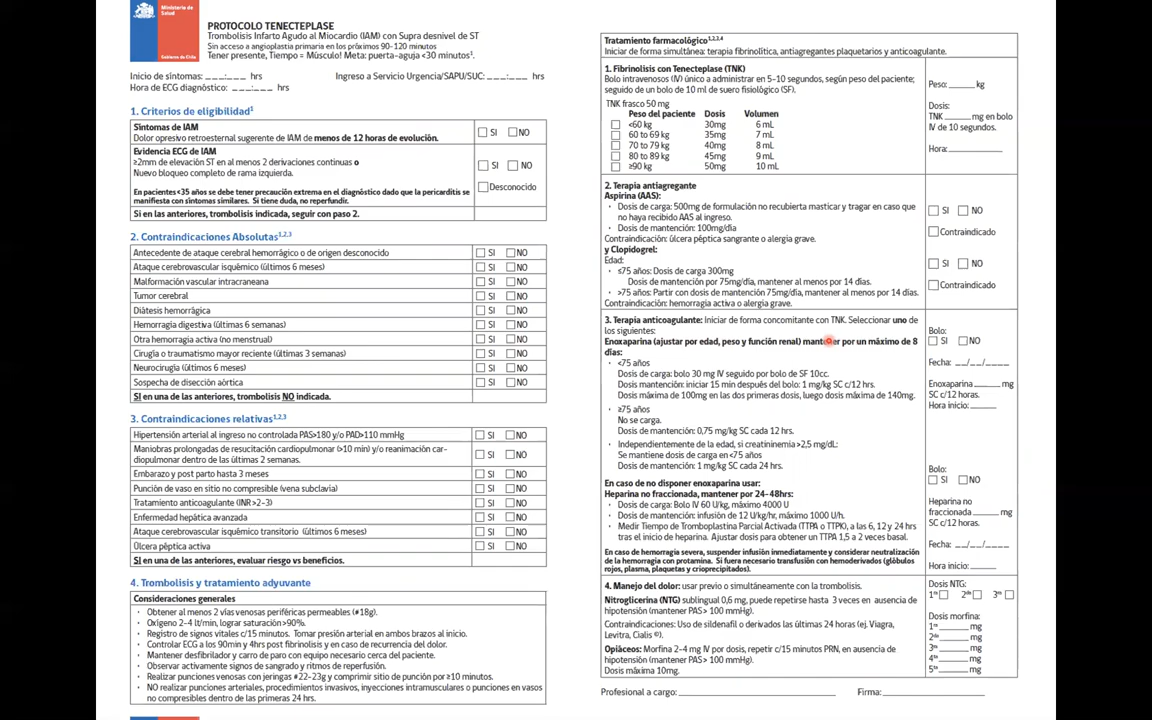 Ministerio de
Salud
Gobierno de Chile
PROTOCOLO TENECTEPLASE
Trombolisis Infarto Agudo al Miocardio (IAM) con Supra desnivel de ST
Sin acceso a angioplastia primaria en los próximos 90-120 minutos
Tener presente, Tiempo = Músculo! Meta: puerta-aguja <30 minutos¹.
Inicio de síntomas: ___:___ hrs Ingreso a Servicio Urgencia/SAPU/SUC: ___:___ hrs
Hora de ECG diagnóstico: ___:___ hrs
1. Criterios de eligibilidad¹
Síntomas de IAM
Dolor opresivo retroesternal sugerente de IAM de menos de 12 horas de evolución.
SI NO
Evidencia ECG de IAM
≥2mm de elevación ST en al menos 2 derivaciones continuas o
Nuevo bloqueo completo de rama izquierda.
SI NO
Desconocido
En pacientes <35 años se debe tener precaución extrema en el diagnóstico dado que la pericarditis se
manifiesta con síntomas similares. Si tiene duda, no reperfundir.
Si en las anteriores, trombolisis indicada, seguir con paso 2.
2. Contraindicaciones Absolutas¹,²,³
Antecedente de ataque cerebral hemorrágico o de origen desconocido SI NO
Ataque cerebrovascular isquémico (últimos 6 meses) SI NO
Malformación vascular intracraneana SI NO
Tumor cerebral SI NO
Diátesis hemorrágica SI NO
Hemorragia digestiva (últimas 6 semanas) SI NO
Otra hemorragia activa (no menstrual) SI NO
Cirugía o traumatismo mayor reciente (últimas 3 semanas) SI NO
Neurocirugía (últimos 6 meses) SI NO
Sospecha de disección aórtica SI NO
SI en una de las anteriores, trombolisis NO indicada.
3. Contraindicaciones relativas¹,²,³
Hipertensión arterial al ingreso no controlada PAS>180 y/o PAD>110 mmHg SI NO
Maniobras prolongadas de resucitación cardiopulmonar (>10 min) y/o reanimación car-
diopulmonar dentro de las últimas 2 semanas. SI NO
Embarazo y post parto hasta 3 meses SI NO
Punción de vaso en sitio no compresible (vena subclavia) SI NO
Tratamiento anticoagulante (INR >2-3) SI NO
Enfermedad hepática avanzada SI NO
Ataque cerebrovascular isquémico transitorio (últimos 6 meses) SI NO
Úlcera péptica activa SI NO
SI en una de las anteriores, evaluar riesgo vs beneficios.
4. Trombolisis y tratamiento adyuvante
Consideraciones generales
• Obtener al menos 2 vías venosas periféricas permeables (#18g).
• Oxígeno 2-4 lt/min, lograr saturación >90%.
• Registro de signos vitales c/15 minutos. Tomar presión arterial en ambos brazos al inicio.
• Controlar ECG a los 90min y 4hrs post fibrinolisis y en caso de recurrencia del dolor.
• Mantener desfibrilador y carro de paro con equipo necesario cerca del paciente.
• Observar activamente signos de sangrado y ritmos de reperfusión.
• Realizar punciones venosas con jeringas #22-23g y comprimir sitio de punción por ≥10 minutos.
• NO realizar punciones arteriales, procedimientos invasivos, inyecciones intramusculares o punciones en vasos
no compresibles dentro de las primeras 24 hrs.
Tratamiento farmacológico¹,²,³,⁴
Iniciar de forma simultánea: terapia fibrinolítica, antiagregantes plaquetarios y anticoagulante.
1. Fibrinolisis con Tenecteplase (TNK)
Bolo intravenosos (IV) único a administrar en 5-10 segundos, según peso del paciente;
seguido de un bolo de 10 ml de suero fisiológico (SF).
TNK frasco 50 mg
Peso del paciente Dosis Volumen
<60 kg 30mg 6 mL
60 to 69 kg 35mg 7 mL
70 to 79 kg 40mg 8 mL
80 to 89 kg 45mg 9 mL
≥90 kg 50mg 10 mL
Peso: _____ kg
Dosis:
TNK _____ mg en bolo
IV de 10 segundos.
Hora: __________
2. Terapia antiagregante
Aspirina (AAS):
• Dosis de carga: 500mg de formulación no recubierta masticar y tragar en caso que
no haya recibido AAS al ingreso.
• Dosis de mantención: 100mg/día
Contraindicación: úlcera péptica sangrante o alergia grave.
y Clopidogrel:
Edad:
• ≤75 años: Dosis de carga 300mg
Dosis de mantención por 75mg/día, mantener al menos por 14 días.
• >75 años: Partir con dosis de mantención 75mg/día, mantener al menos por 14 días.
Contraindicación: hemorragia activa o alergia grave.
SI NO
Contraindicado
SI NO
Contraindicado
3. Terapia anticoagulante: Iniciar de forma concomitante con TNK. Seleccionar uno de
los siguientes:
Enoxaparina (ajustar por edad, peso y función renal) mantener por un máximo de 8
días:
• <75 años
Dosis de carga: bolo 30 mg IV seguido por bolo de SF 10cc.
Dosis mantención: iniciar 15 min después del bolo: 1 mg/kg SC c/12 hrs.
Dosis máxima de 100mg en las dos primeras dosis, luego dosis máxima de 140mg.
• ≥75 años
No se carga.
Dosis de mantención: 0,75 mg/kg SC cada 12 hrs.
• Independientemente de la edad, si creatininemia >2,5 mg/dL:
Se mantiene dosis de carga en <75 años
Dosis de mantención: 1 mg/kg SC cada 24 hrs.
En caso de no disponer enoxaparina usar:
Heparina no fraccionada, mantener por 24-48hrs:
• Dosis de carga: Bolo IV 60 U/kg, máximo 4000 U
• Dosis de mantención: infusión de 12 U/kg/hr, máximo 1000 U/h.
• Medir Tiempo de Tromboplastina Parcial Activada (TTPA o TTPK), a las 6, 12 y 24 hrs
tras el inicio de heparina. Ajustar dosis para obtener un TTPA 1,5 a 2 veces basal.
En caso de hemorragia severa, suspender infusión inmediatamente y considerar neutralización
de la hemorragia con protamina. Si fuera necesario transfusión con hemoderivados (glóbulos
rojos, plasma, plaquetas y crioprecipitados).
Bolo:
SI NO
Fecha: __/__/____
Enoxaparina _____ mg
SC c/12 horas.
Hora inicio: _____
Bolo:
SI NO
Heparina no
fraccionada _____ mg
SC c/12 horas.
Fecha: __/__/____
Hora inicio: _____
4. Manejo del dolor: usar previo o simultáneamente con la trombolisis.
Nitroglicerina (NTG) sublingual 0,6 mg, puede repetirse hasta 3 veces en ausencia de
hipotensión (mantener PAS > 100 mmHg).
Contraindicaciones: Uso de sildenafil o derivados las últimas 24 horas (ej. Viagra,
Levitra, Cialis ©).
Opiáceos: Morfina 2-4 mg IV por dosis, repetir c/15 minutos PRN, en ausencia de
hipotensión (mantener PAS > 100 mmHg).
Dosis máxima 10mg.
Dosis NTG:
1ra 2da 3ra
Dosis morfina:
1ra ______ mg
2da ______ mg
3ra ______ mg
4ta ______ mg
5ta ______ mg
Profesional a cargo: ______________________ Firma: ______________